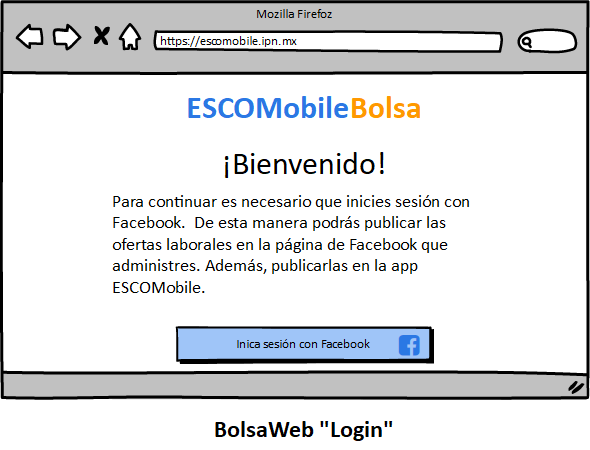 Mozilla Firefoz
https://escomobile.ipn.mx
ESCOMobileBolsa
¡Bienvenido!
Para continuar es necesario que inicies sesión con
Facebook.  De esta manera podrás publicar las
ofertas laborales en la página de Facebook que
administres. Además, publicarlas en la app
ESCOMobile.
Inica sesión con Facebook
BolsaWeb "Login"